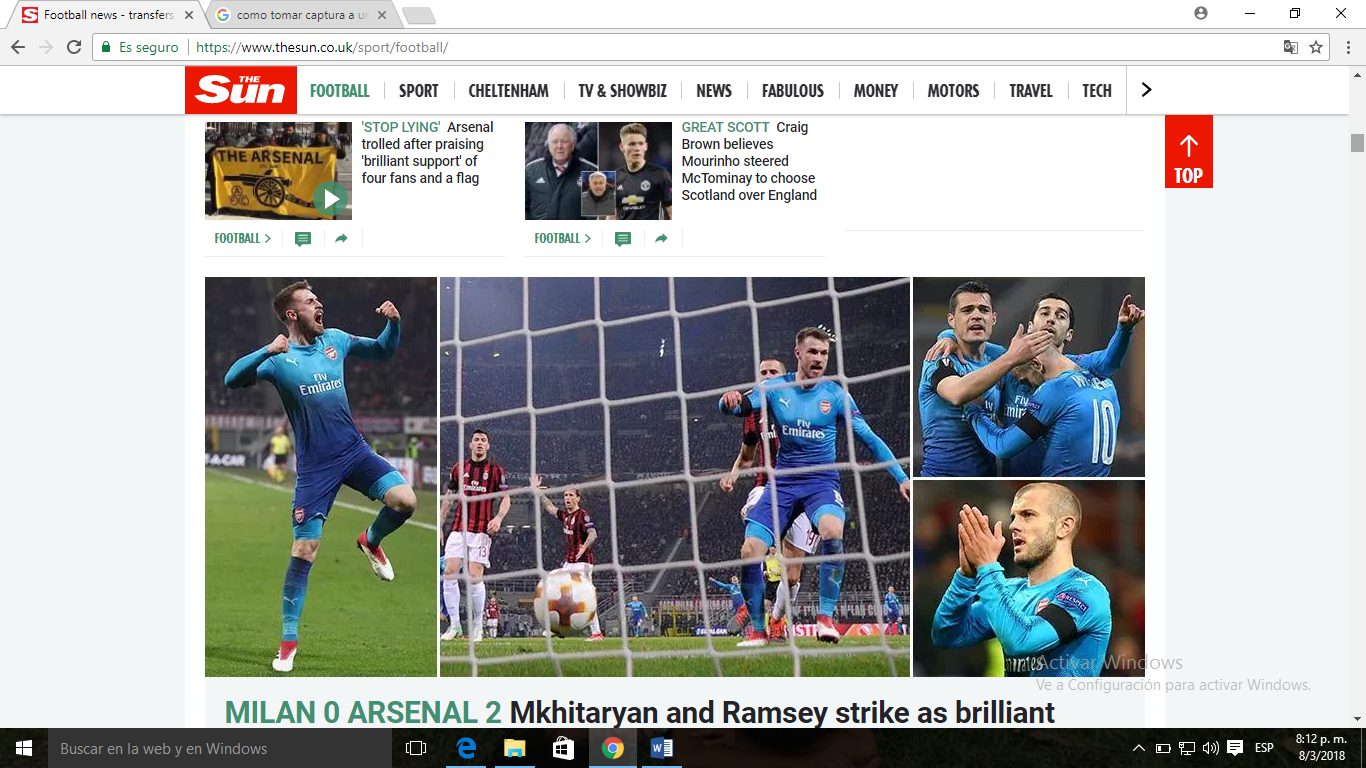 Football news - transfers
como tomar captura a un
Es seguro
https://www.thesun.co.uk/sport/football/
THE Sun
FOOTBALL
SPORT
CHELTENHAM
TV & SHOWBIZ
NEWS
FABULOUS
MONEY
MOTORS
TRAVEL
TECH
THE ARSENAL
'STOP LYING' Arsenal
trolled after praising
'brilliant support' of
four fans and a flag
GREAT SCOTT Craig
Brown believes
Mourinho steered
McTominay to choose
Scotland over England
TOP
FOOTBALL >
FOOTBALL >
Fly
Emirates
Fly
Emirates
13
19
10
RESPECT
Activar Windows
Ve a Configuración para activar Windows.
MILAN 0 ARSENAL 2 Mkhitaryan and Ramsey strike as brilliant
Buscar en la web y en Windows
ESP
8:12 p. m.
8/3/2018